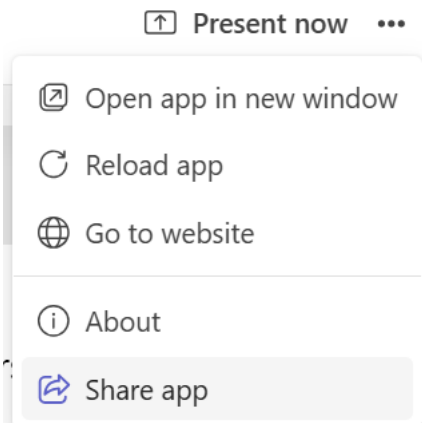 Present now
Open app in new window
Reload app
Go to website
About
Share app